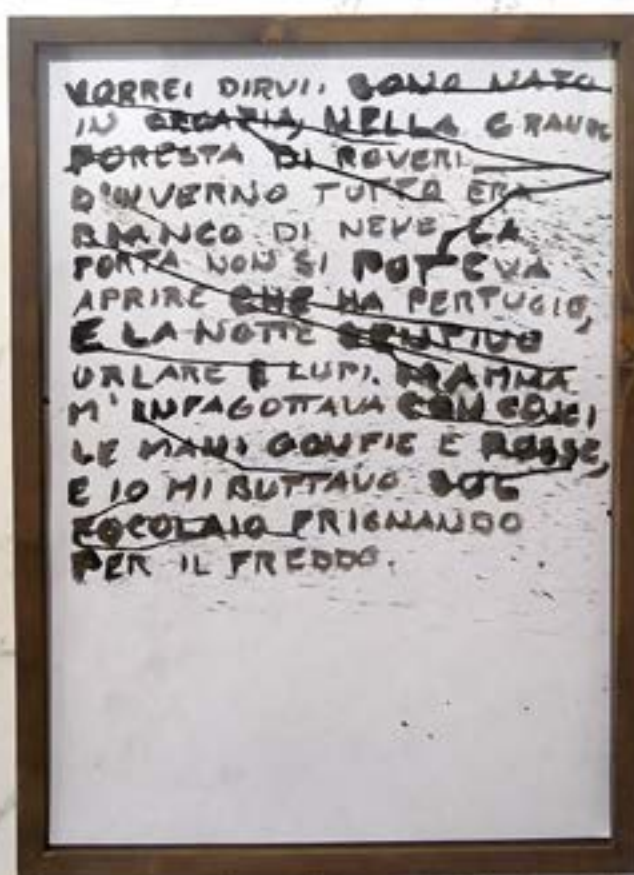 VORREI DIRVI: SONO NATO
IN CROAZIA, NELLA GRANDE
FORESTA DI ROVERI.
D'INVERNO TUTTO ERA
BIANCO DI NEVE, LA
PORTA NON SI POTEVA
APRIRE CHE HA PERTUGIO,
E LA NOTTE SENTIVO
URLARE I LUPI. MAMMA
M'INFAGOTTAVA CON CENCI
LE MANI GONFIE E ROSSE,
E IO MI BUTTAVO SUL
FOCOLAIO FRIGNANDO
PER IL FREDDO.